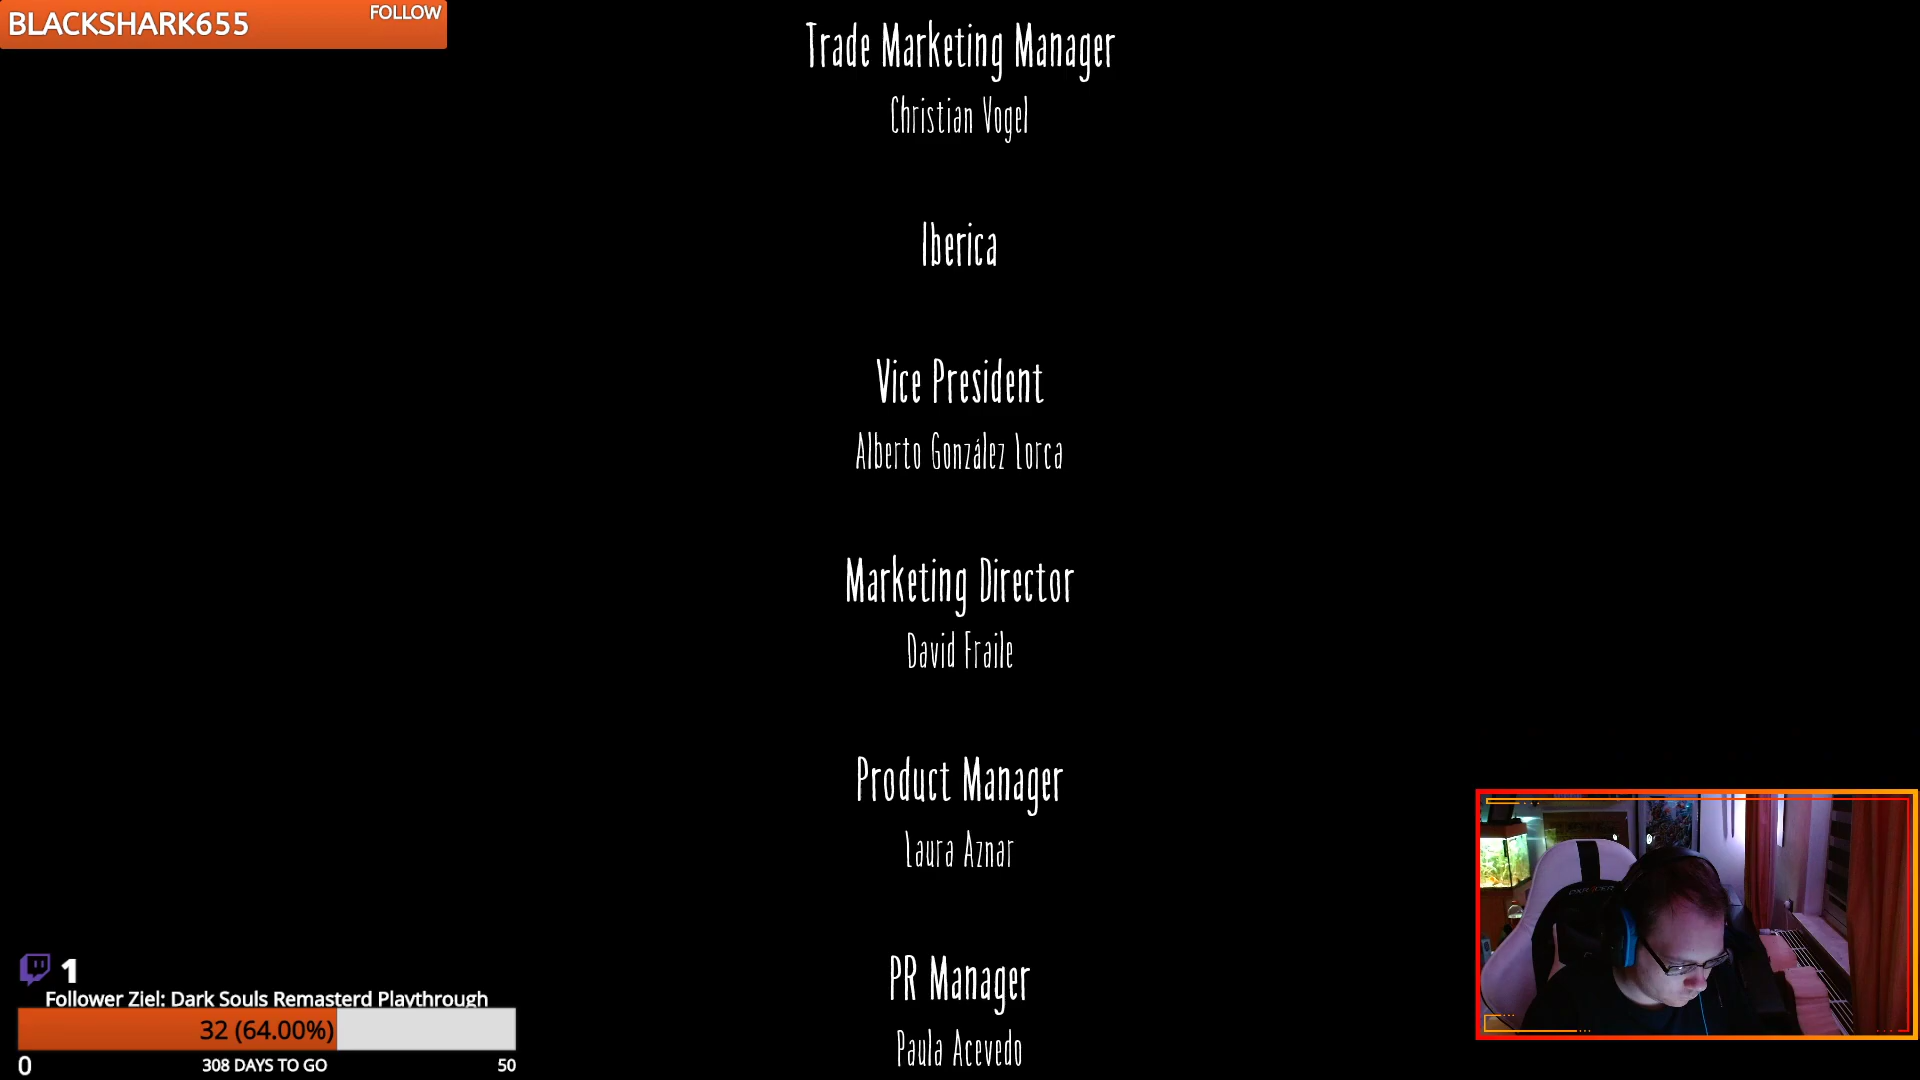 BLACKSHARK655
FOLLOW
Trade Marketing Manager
Christian Vogel
Iberica
Vice President
Alberto González Lorca
Marketing Director
David Fraile
Product Manager
Laura Aznar
PR Manager
Paula Acevedo
1
Follower Ziel: Dark Souls Remasterd Playthrough
32 (64.00%)
0
308 DAYS TO GO
50